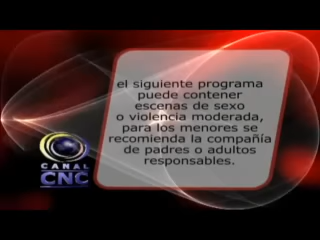 el siguiente programa
puede contener
escenas de sexo
o violencia moderada,
para los menores se
recomienda la compañía
de padres o adultos
responsables.
CANAL
CNC